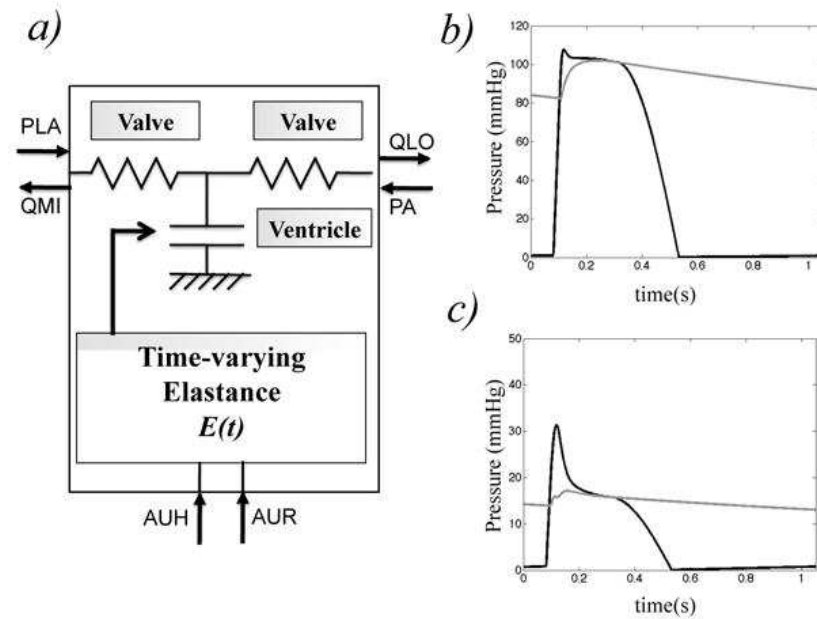 a)
Valve
Valve
PLA
QLO
QMI
PA
Ventricle
Time-varying
Elastance
E(t)
AUH
AUR
b)
Pressure (mmHg)
120
100
80
60
40
20
0
0
0.2
0.4
0.6
0.8
1
time(s)
c)
Pressure (mmHg)
50
40
30
20
10
0
0
0.2
0.4
0.6
0.8
1
time(s)